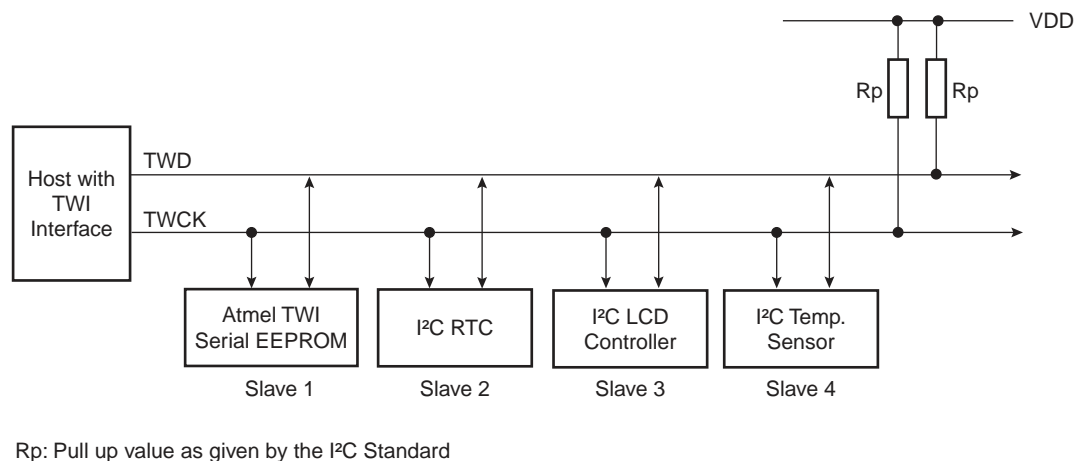 VDD
Rp
Rp
Host with
TWI
Interface
TWD
TWCK
Atmel TWI
Serial EEPROM
I²C RTC
I²C LCD
Controller
I²C Temp.
Sensor
Slave 1
Slave 2
Slave 3
Slave 4
Rp: Pull up value as given by the I²C Standard